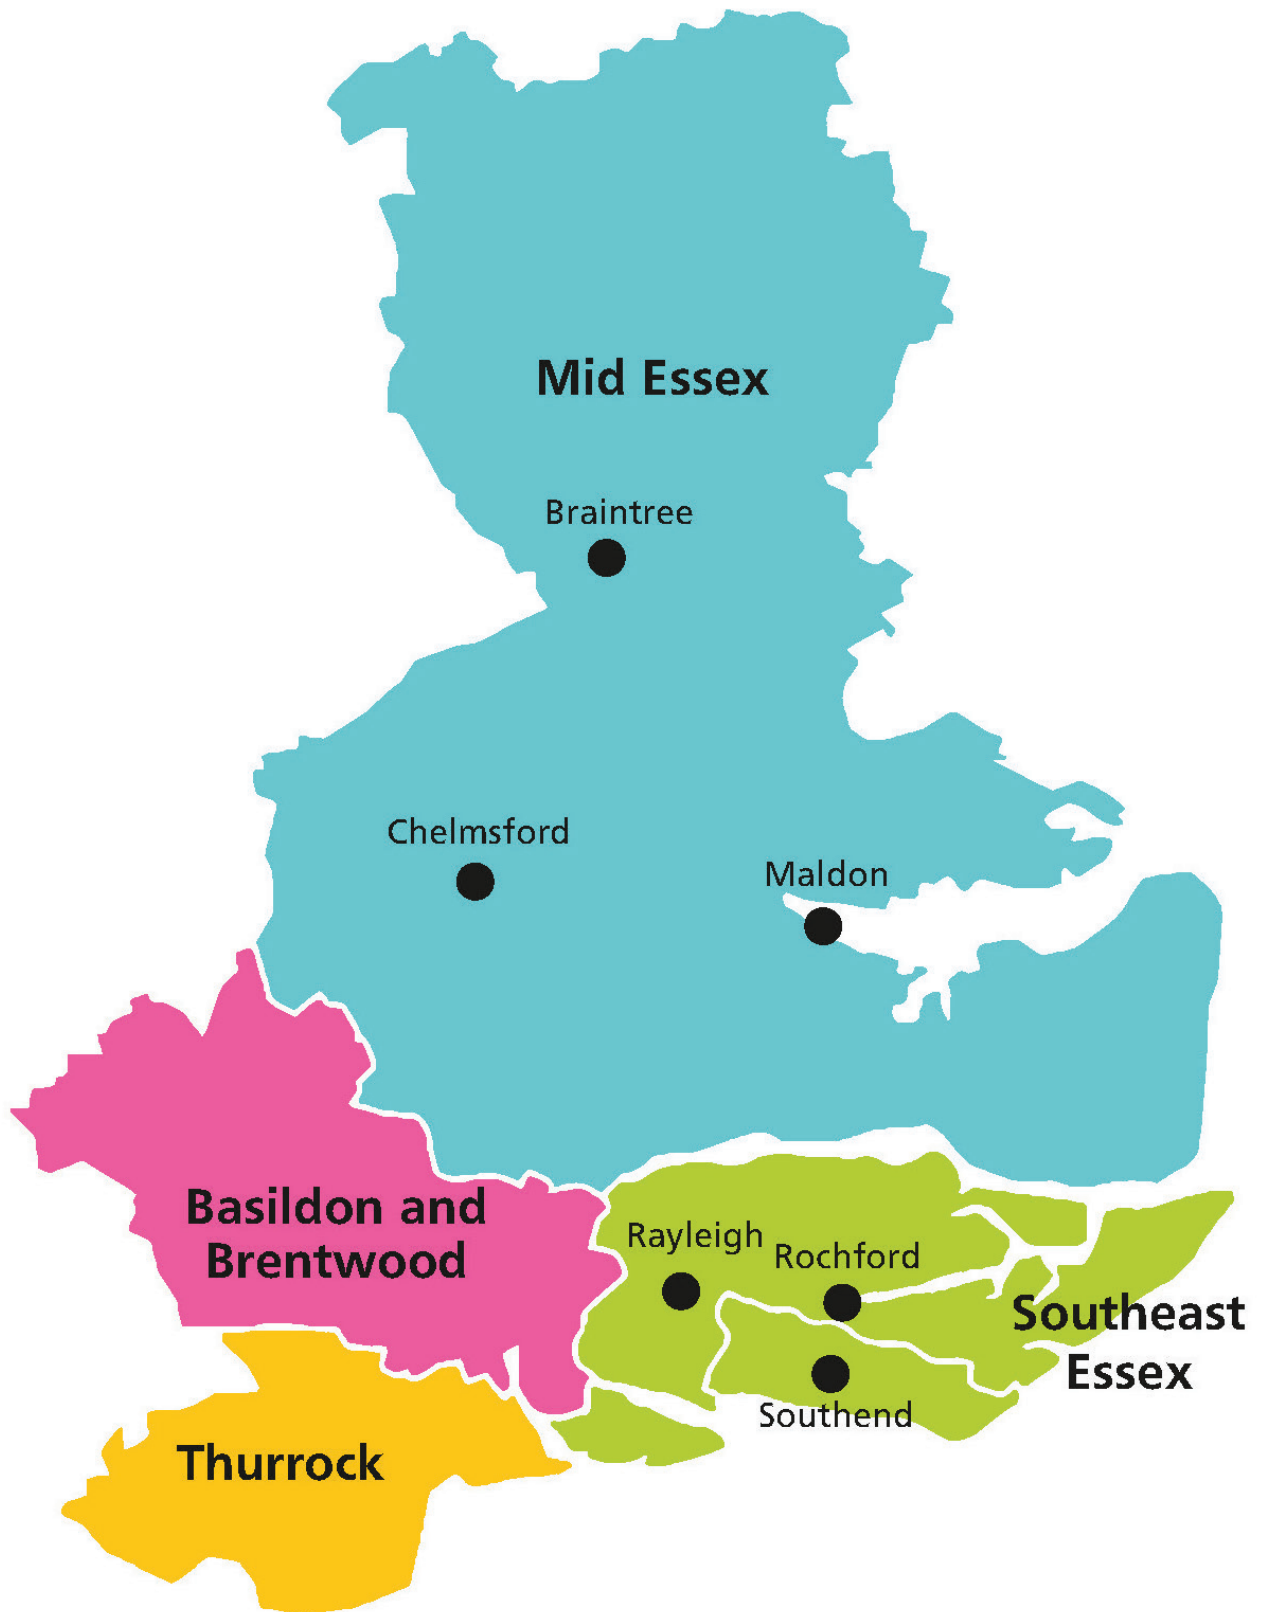 Mid Essex
Braintree
Chelmsford
Maldon
Basildon and
Brentwood
Rayleigh
Rochford
Southeast
Essex
Southend
Thurrock